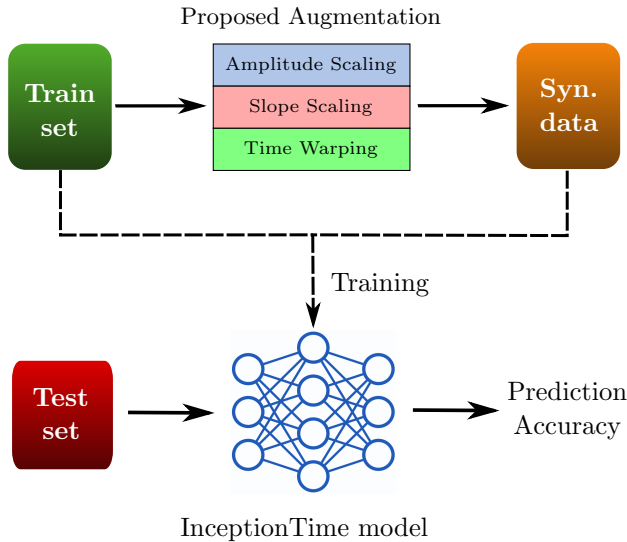 Proposed Augmentation
Train
set
Amplitude Scaling
Slope Scaling
Time Warping
Syn.
data
Training
Test
set
Prediction
Accuracy
InceptionTime model